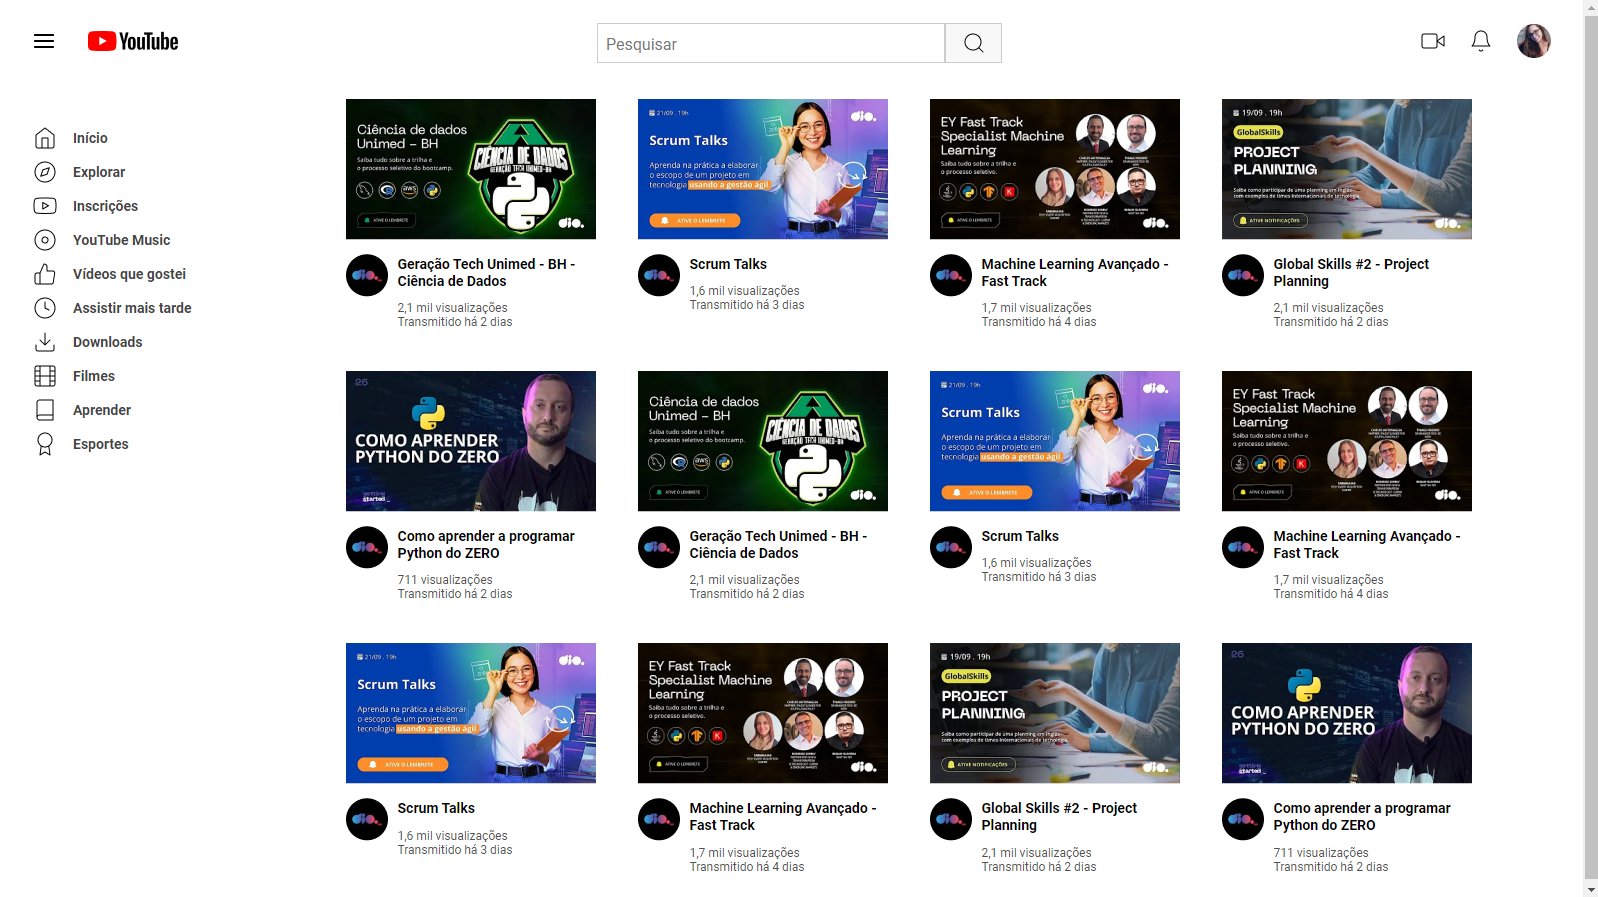 YouTube
Pesquisar
Início
Explorar
Inscrições
YouTube Music
Vídeos que gostei
Assistir mais tarde
Downloads
Filmes
Aprender
Esportes
Ciência de dados
Unimed – BH
Saiba tudo sobre a trilha e
o processo seletivo do bootcamp.
aws
ATIVE O LEMBRETE
CIÊNCIA DE DADOS
GERAÇÃO TECH UNIMED-BH
dio.
Geração Tech Unimed - BH -
Ciência de Dados
2,1 mil visualizações
Transmitido há 2 dias
21/09 . 19h
Scrum Talks
Aprenda na prática a elaborar
o escopo de um projeto em
tecnologia usando a gestão ágil
ATIVE O LEMBRETE
dio.
Scrum Talks
1,6 mil visualizações
Transmitido há 3 dias
EY Fast Track
Specialist Machine
Learning
Saiba tudo sobre a trilha e
o processo seletivo.
ATIVE O LEMBRETE
dio.
Machine Learning Avançado -
Fast Track
1,7 mil visualizações
Transmitido há 4 dias
19/09 . 19h
GlobalSkills
PROJECT
PLANNING
Saiba como participar de uma planning em inglês
com exemplos de times internacionais de tecnologia
ATIVE NOTIFICAÇÕES
dio.
Global Skills #2 - Project
Planning
2,1 mil visualizações
Transmitido há 2 dias
26
COMO APRENDER
PYTHON DO ZERO
getting
started_
Como aprender a programar
Python do ZERO
711 visualizações
Transmitido há 2 dias
Ciência de dados
Unimed – BH
Saiba tudo sobre a trilha e
o processo seletivo do bootcamp.
aws
ATIVE O LEMBRETE
CIÊNCIA DE DADOS
GERAÇÃO TECH UNIMED-BH
dio.
Geração Tech Unimed - BH -
Ciência de Dados
2,1 mil visualizações
Transmitido há 2 dias
21/09 . 19h
Scrum Talks
Aprenda na prática a elaborar
o escopo de um projeto em
tecnologia usando a gestão ágil
ATIVE O LEMBRETE
dio.
Scrum Talks
1,6 mil visualizações
Transmitido há 3 dias
EY Fast Track
Specialist Machine
Learning
Saiba tudo sobre a trilha e
o processo seletivo.
ATIVE O LEMBRETE
dio.
Machine Learning Avançado -
Fast Track
1,7 mil visualizações
Transmitido há 4 dias
21/09 . 19h
Scrum Talks
Aprenda na prática a elaborar
o escopo de um projeto em
tecnologia usando a gestão ágil
ATIVE O LEMBRETE
dio.
Scrum Talks
1,6 mil visualizações
Transmitido há 3 dias
EY Fast Track
Specialist Machine
Learning
Saiba tudo sobre a trilha e
o processo seletivo.
ATIVE O LEMBRETE
dio.
Machine Learning Avançado -
Fast Track
1,7 mil visualizações
Transmitido há 4 dias
19/09 . 19h
GlobalSkills
PROJECT
PLANNING
Saiba como participar de uma planning em inglês
com exemplos de times internacionais de tecnologia
ATIVE NOTIFICAÇÕES
dio.
Global Skills #2 - Project
Planning
2,1 mil visualizações
Transmitido há 2 dias
26
COMO APRENDER
PYTHON DO ZERO
getting
started_
Como aprender a programar
Python do ZERO
711 visualizações
Transmitido há 2 dias